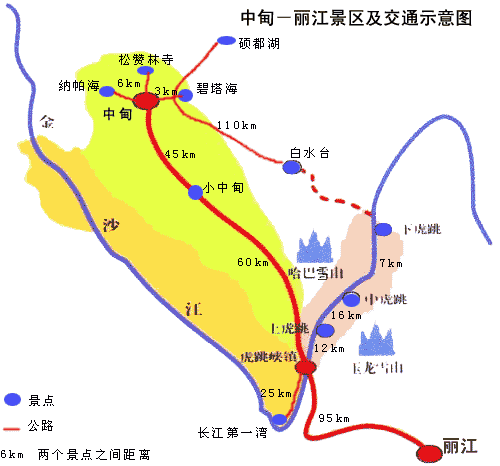 中甸—丽江景区及交通示意图
硕都湖
松赞林寺
6km
3km
纳帕海
碧塔海
中甸
110km
金
45km
白水台
小中甸
沙
下虎跳
60km
7km
哈巴雪山
中虎跳
江
16km
上虎跳
12km
虎跳峡镇
玉龙雪山
25km
景点
95km
公路
长江第一湾
丽江
6km 两个景点之间距离